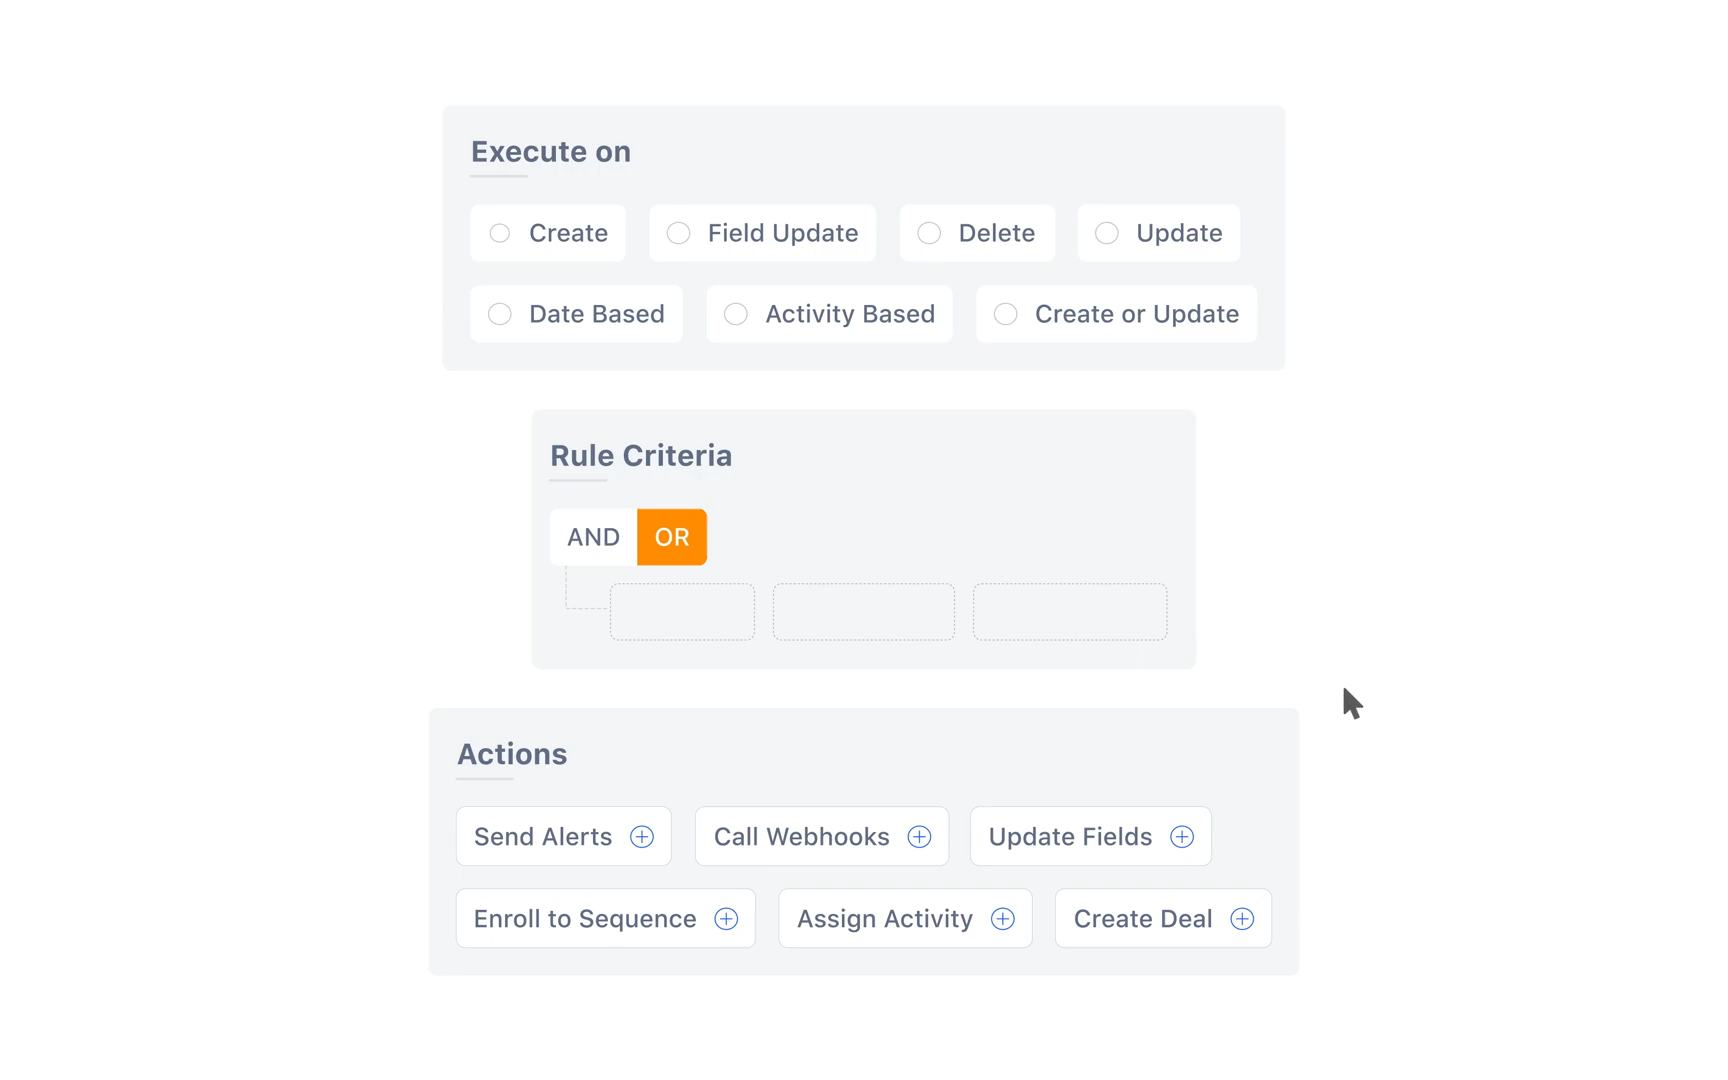 Execute on
Create Field Update Delete Update
Date Based Activity Based Create or Update
Rule Criteria
AND OR
Actions
Send Alerts Call Webhooks Update Fields
Enroll to Sequence Assign Activity Create Deal